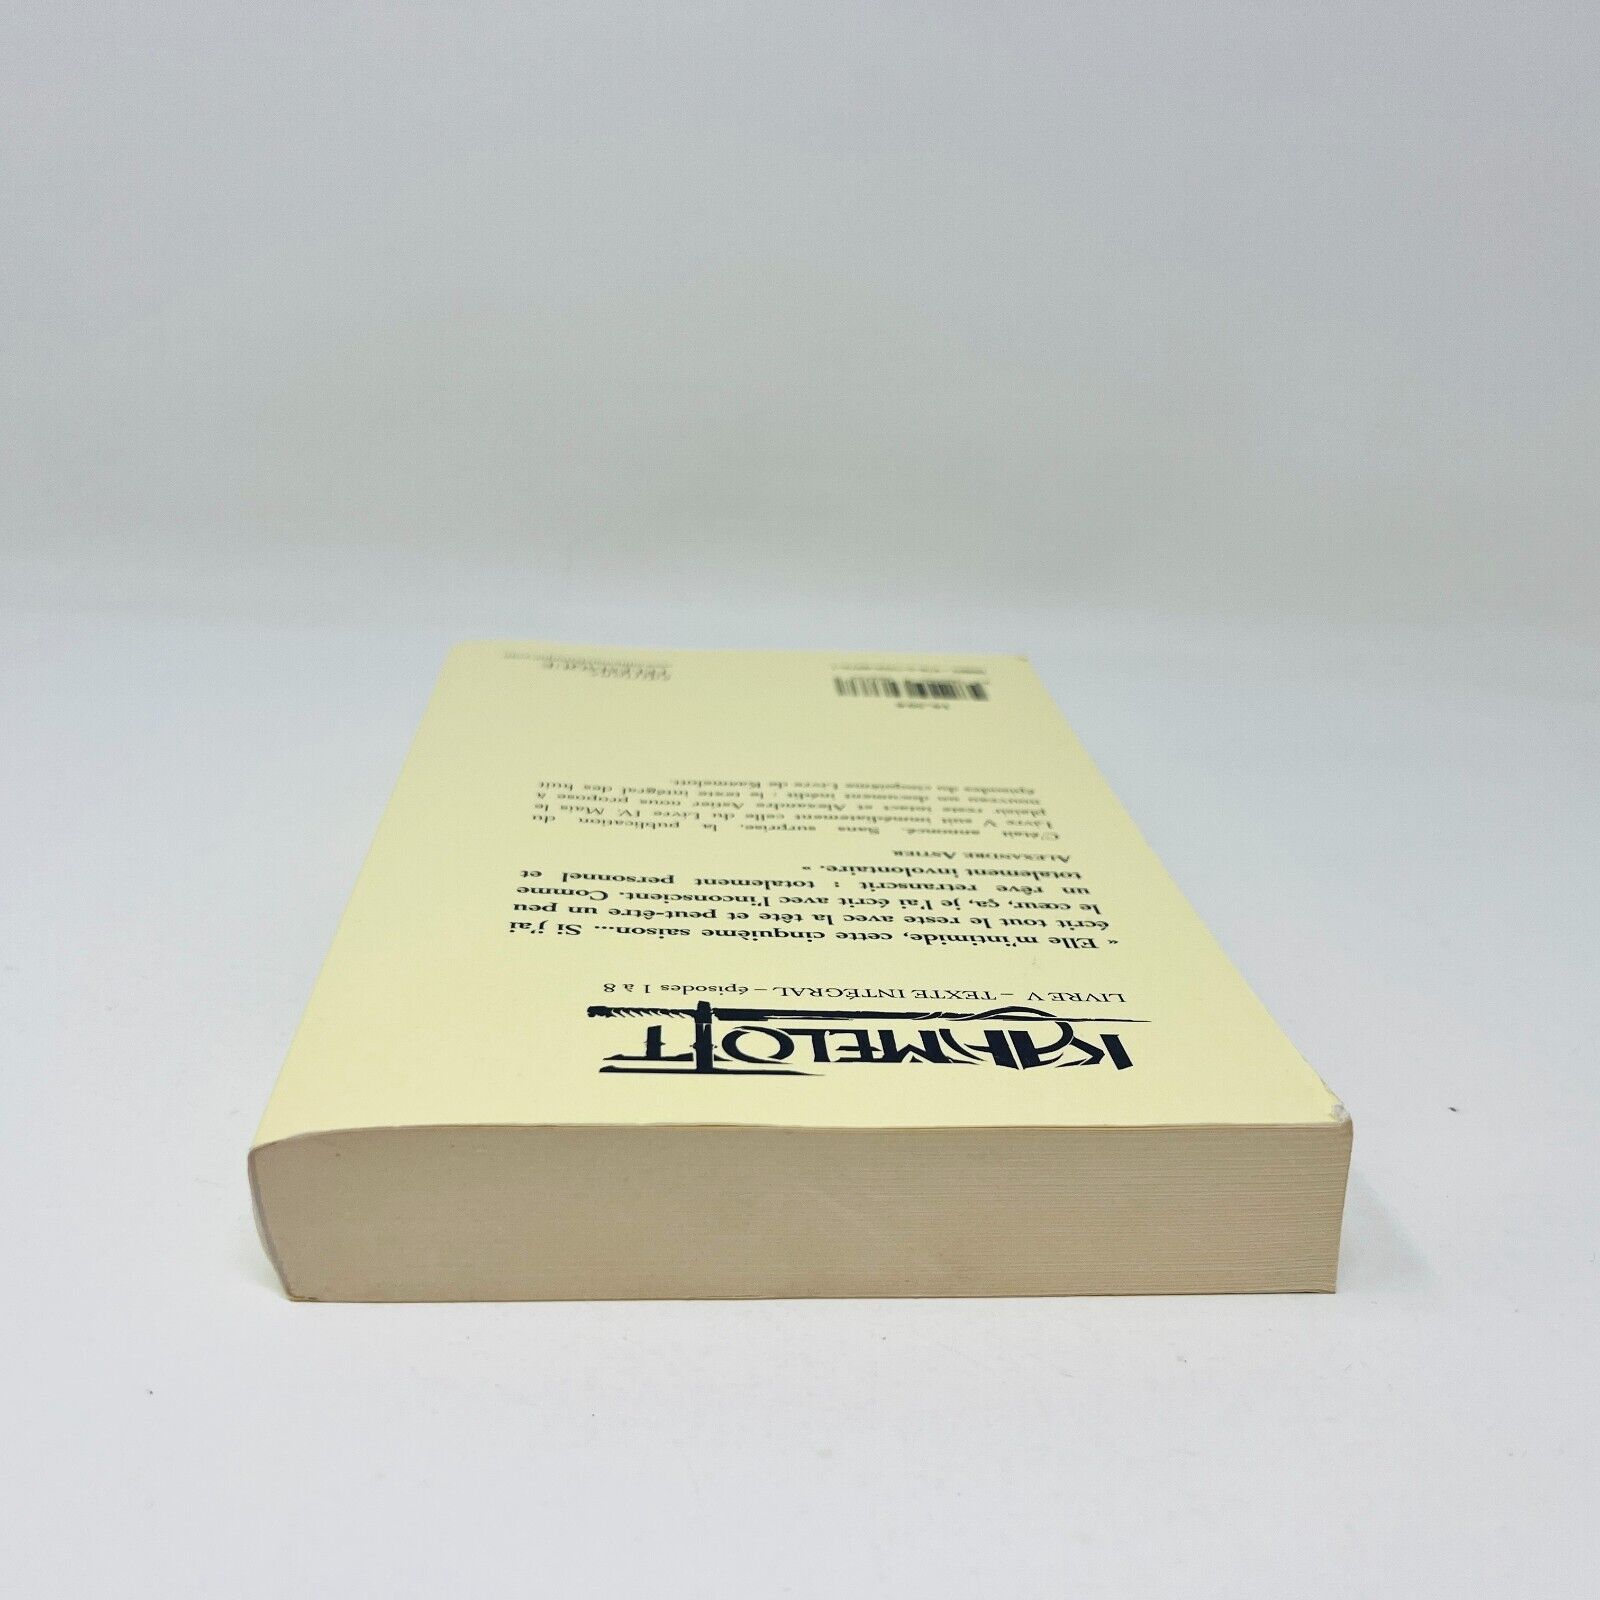 KAAMELOTT
LIVRE V – TEXTE INTÉGRAL – épisodes 1 à 8
« Elle m'intimide, cette cinquième saison... Si j'ai
écrit tout le reste avec la tête et peut-être un peu
le cœur, ça, je l'ai écrit avec l'inconscient. Comme
un rêve retranscrit : totalement personnel et
totalement involontaire. »
ALEXANDRE ASTIER
C'était annoncé. Sans surprise, la publication du
Livre V suit immédiatement celle du Livre IV. Mais le
plaisir reste intact et Alexandre Astier nous propose à
nouveau un document inédit : le texte intégral des huit
épisodes du cinquième Livre de Kaamelott.